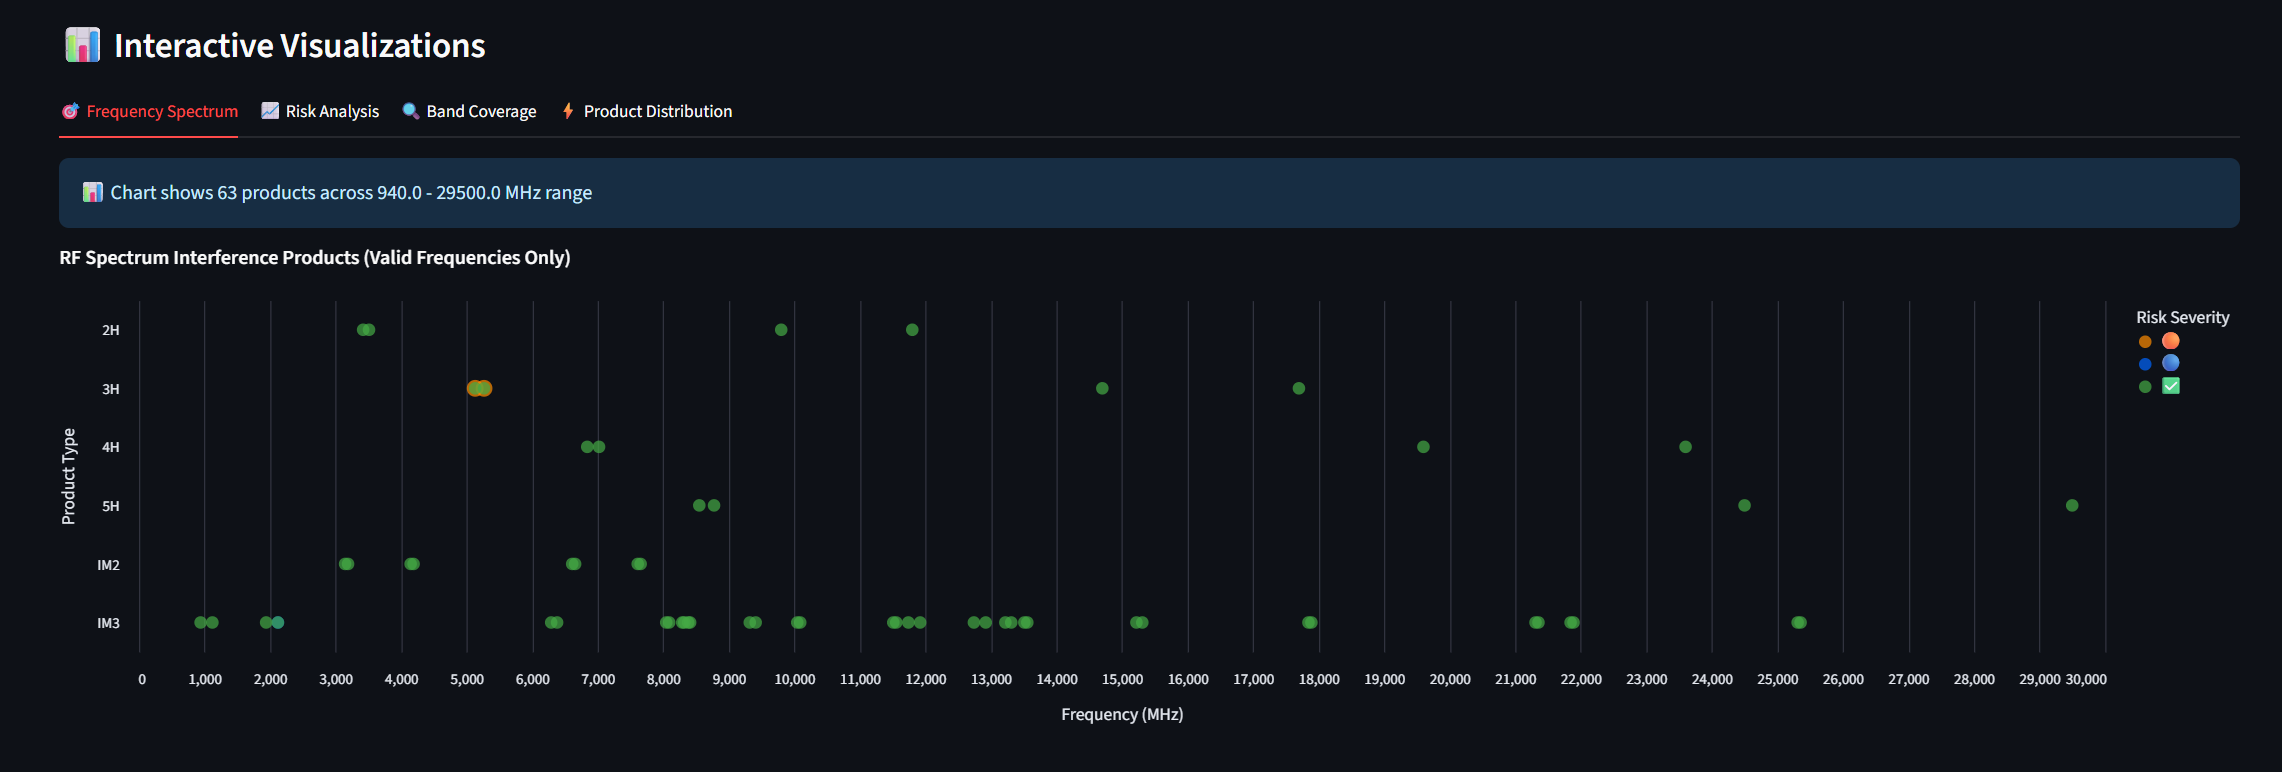 📊 Interactive Visualizations
🎯 Frequency Spectrum 📈 Risk Analysis 🔍 Band Coverage ⚡ Product Distribution
📊 Chart shows 63 products across 940.0 - 29500.0 MHz range
RF Spectrum Interference Products (Valid Frequencies Only)
Risk Severity
Product Type
2H
3H
4H
5H
IM2
IM3
0 1,000 2,000 3,000 4,000 5,000 6,000 7,000 8,000 9,000 10,000 11,000 12,000 13,000 14,000 15,000 16,000 17,000 18,000 19,000 20,000 21,000 22,000 23,000 24,000 25,000 26,000 27,000 28,000 29,000 30,000
Frequency (MHz)